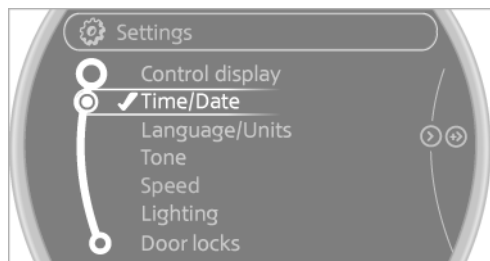 Settings
Control display
Time/Date
Language/Units
Tone
Speed
Lighting
Door locks